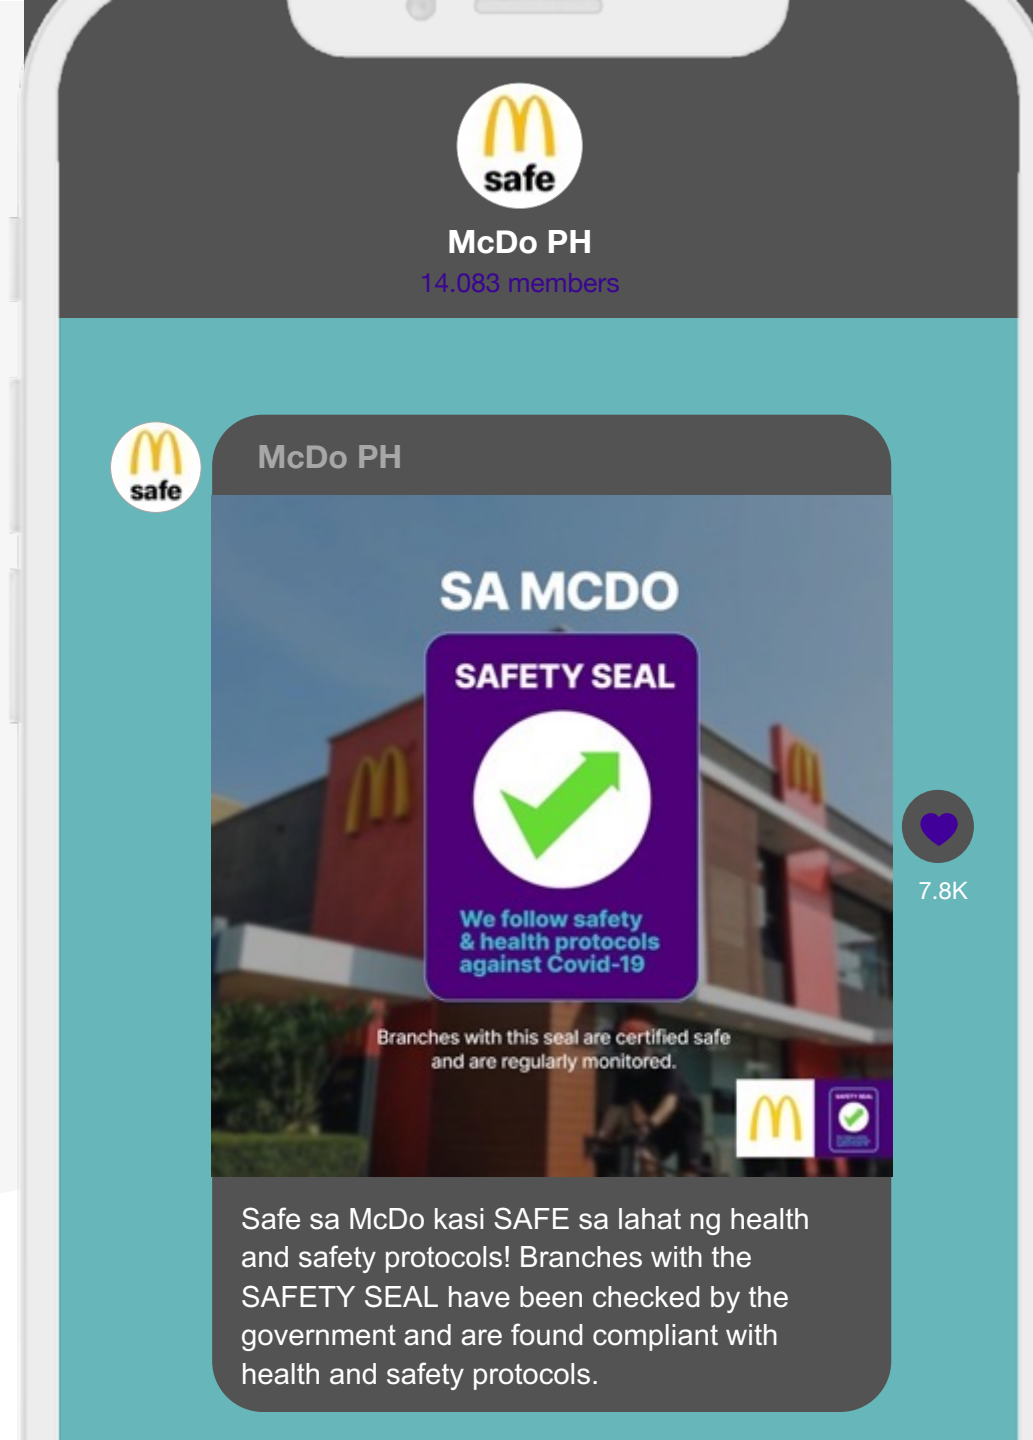 safe
McDo PH
14.083 members
safe
McDo PH
SA MCDO
SAFETY SEAL
We follow safety
& health protocols
against Covid-19
Branches with this seal are certified safe
and are regularly monitored.
SAFETY SEAL
7.8K
Safe sa McDo kasi SAFE sa lahat ng health
and safety protocols! Branches with the
SAFETY SEAL have been checked by the
government and are found compliant with
health and safety protocols.